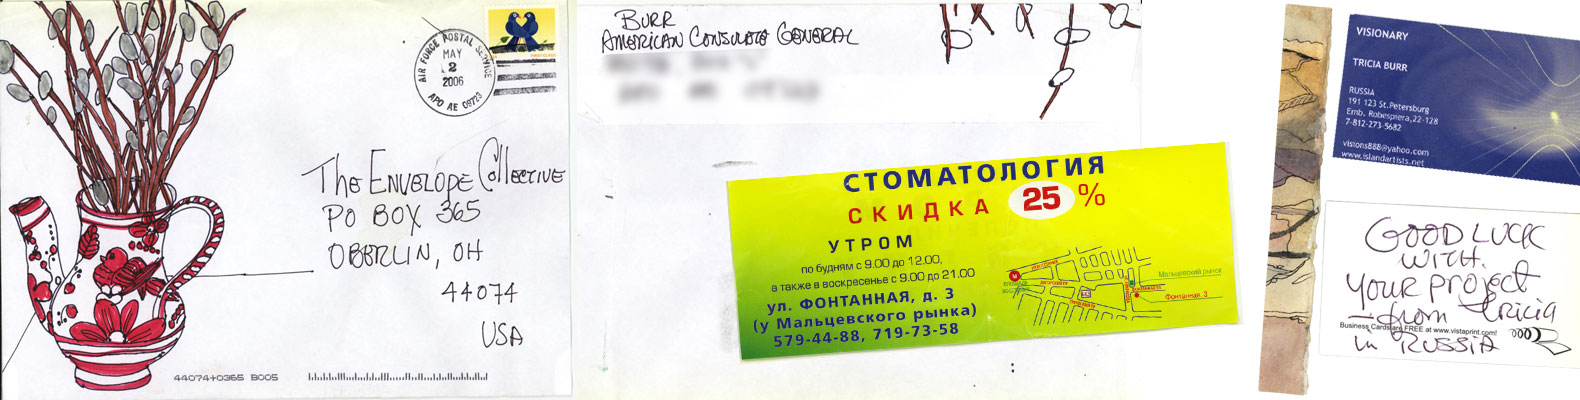 AIR FORCE POSTAL SERVICE
MAY
2
2006
APO AE 09723
FIRST-CLASS
The Envelope Collective
PO BOX 365
OBERLIN, OH
44074
USA
44074+0365 B005
BURR
AMERICAN CONSULATE GENERAL
СТОМАТОЛОГИЯ
СКИДКА 25 %
УТРОМ
по будням с 9.00 до 12.00,
а также в воскресенье с 9.00 до 21.00
ул. ФОНТАННАЯ, д. 3
(у Мальцевского рынка)
579-44-88, 719-73-58
М
Мальцевский рынок
Фонтанная, 3
VISIONARY
TRICIA BURR
RUSSIA
191 123 St.Petersburg
Emb. Robespiera,22-128
7-812-273-5682
visions888@yahoo.com
www.islandartists.net
GOOD LUCK
WITH
your project
- from Tricia
Business Cards are FREE at www.vistaprint.com!
in RUSSIA